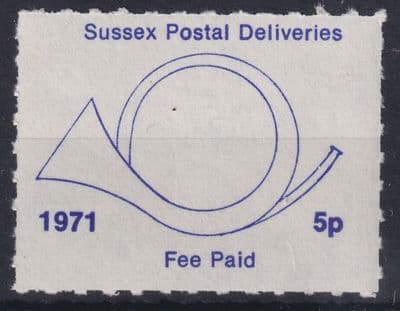 Sussex Postal Deliveries
1971 5p
Fee Paid